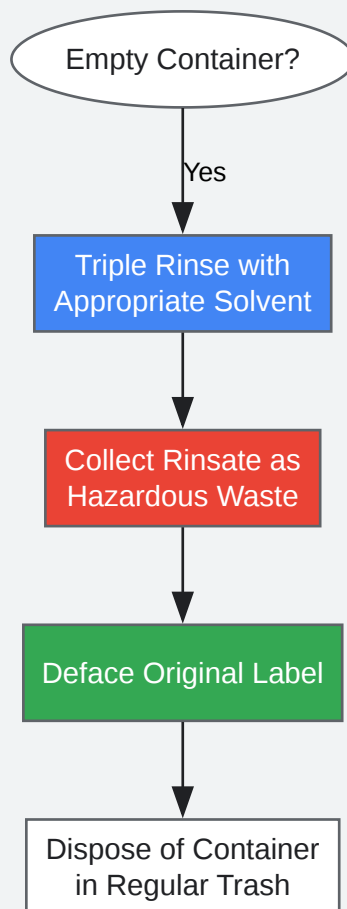 Empty Container?
Yes
Triple Rinse with
Appropriate Solvent
Collect Rinsate as
Hazardous Waste
Deface Original Label
Dispose of Container
in Regular Trash